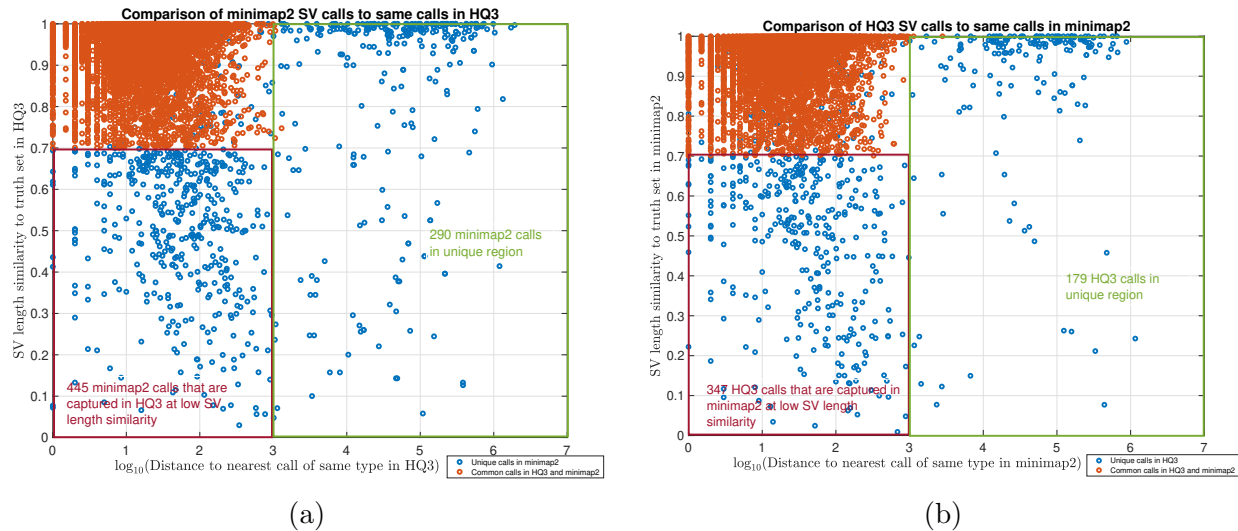 Comparison of minimap2 SV calls to same calls in HQ3
SV length similarity to truth set in HQ3
1
0.9
0.8
0.7
0.6
0.5
0.4
0.3
0.2
0.1
0
290 minimap2 calls
in unique region
445 minimap2 calls that are
captured in HQ3 at low SV
length similarity
0 1 2 3 4 5 6 7
log10(Distance to nearest call of same type in HQ3)
Unique calls in minimap2
Common calls in HQ3 and minimap2
(a)
Comparison of HQ3 SV calls to same calls in minimap2
SV length similarity to truth set in minimap2
1
0.9
0.8
0.7
0.6
0.5
0.4
0.3
0.2
0.1
0
179 HQ3 calls in
unique region
347 HQ3 calls that are captured in
minimap2 at low SV length
similarity
0 1 2 3 4 5 6 7
log10(Distance to nearest call of same type in minimap2)
Unique calls in HQ3
Common calls in HQ3 and minimap2
(b)